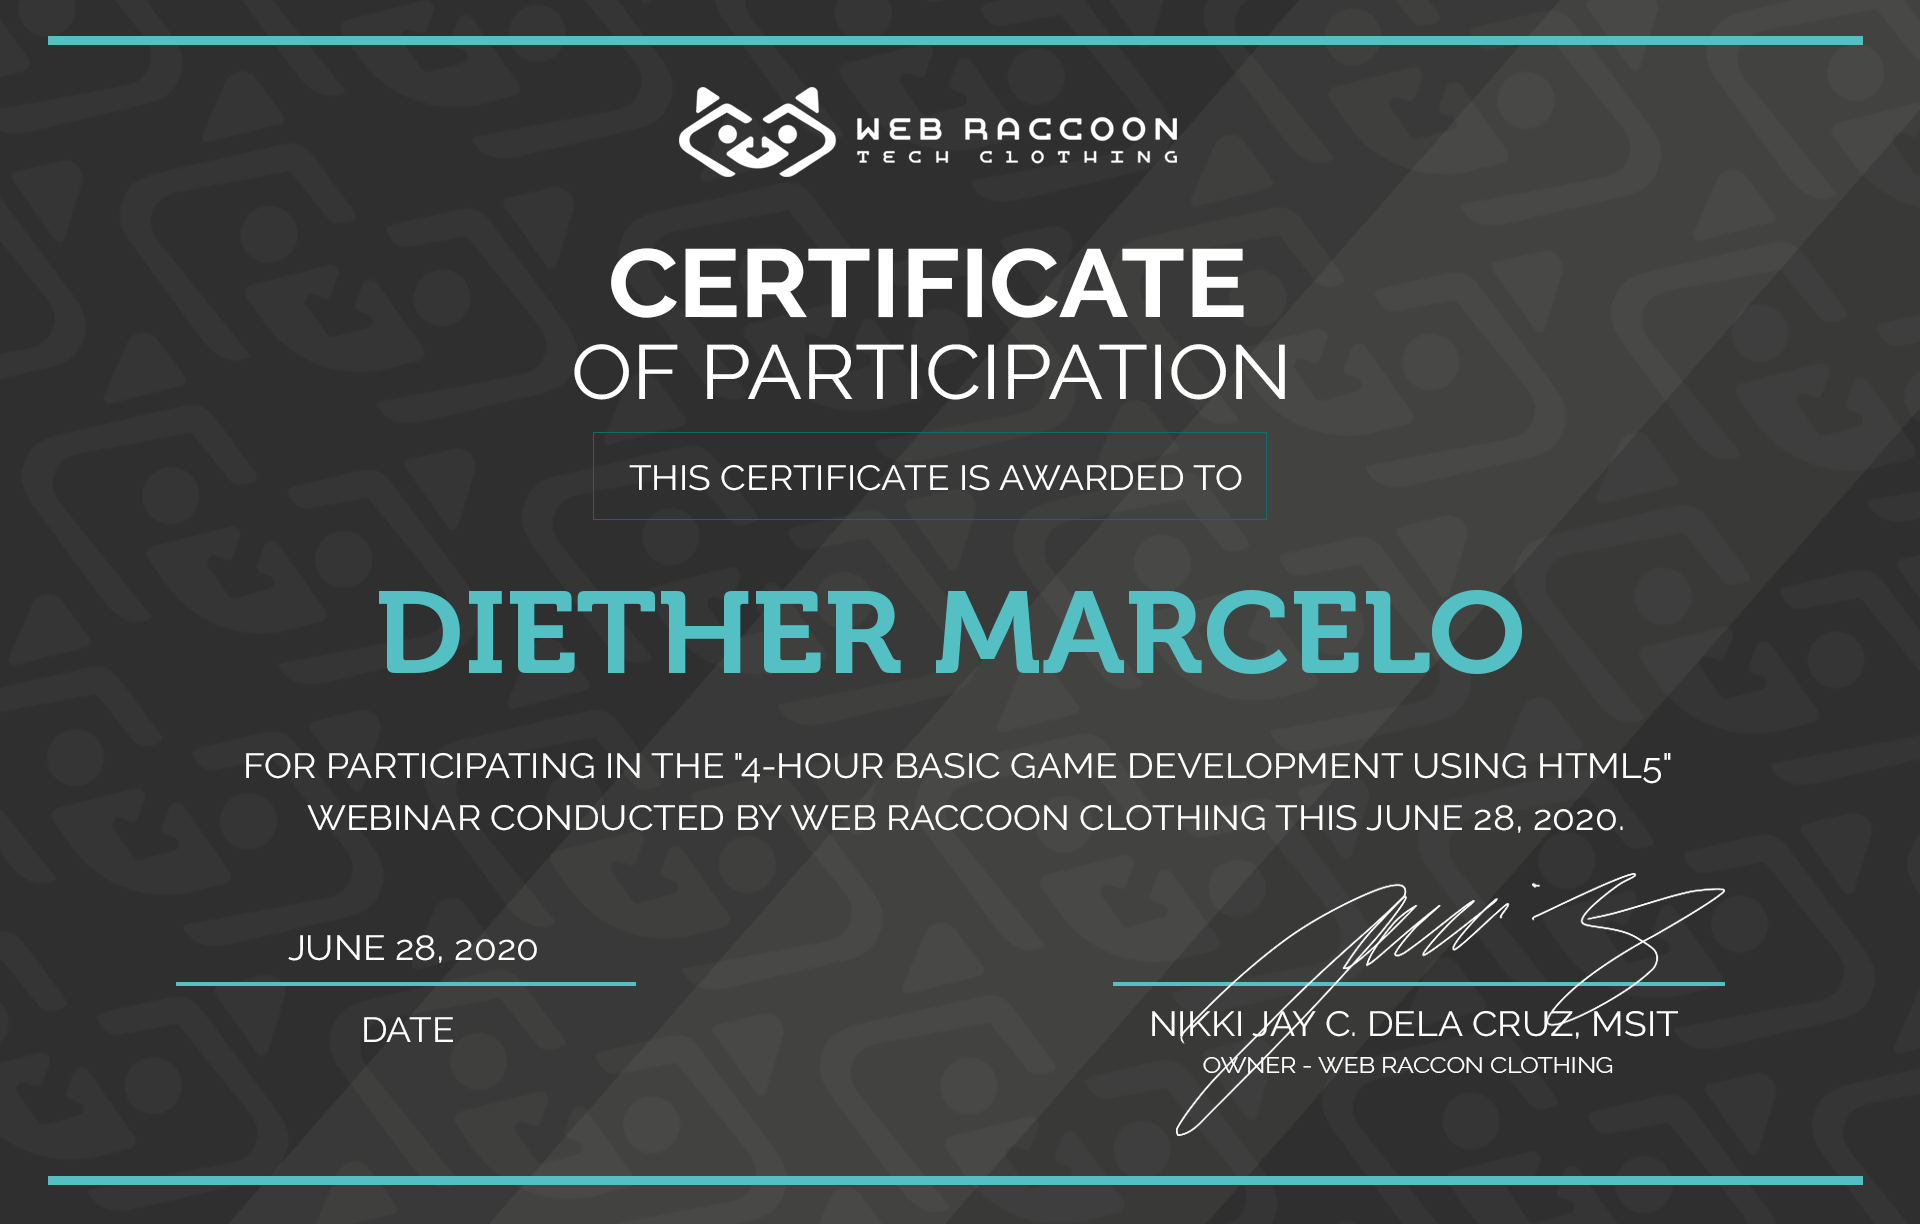 WEB RACCOON
TECH CLOTHING
CERTIFICATE
OF PARTICIPATION
THIS CERTIFICATE IS AWARDED TO
DIETHER MARCELO
FOR PARTICIPATING IN THE "4-HOUR BASIC GAME DEVELOPMENT USING HTML5"
WEBINAR CONDUCTED BY WEB RACCOON CLOTHING THIS JUNE 28, 2020.
JUNE 28, 2020
DATE
NIKKI JAY C. DELA CRUZ, MSIT
OWNER - WEB RACCON CLOTHING